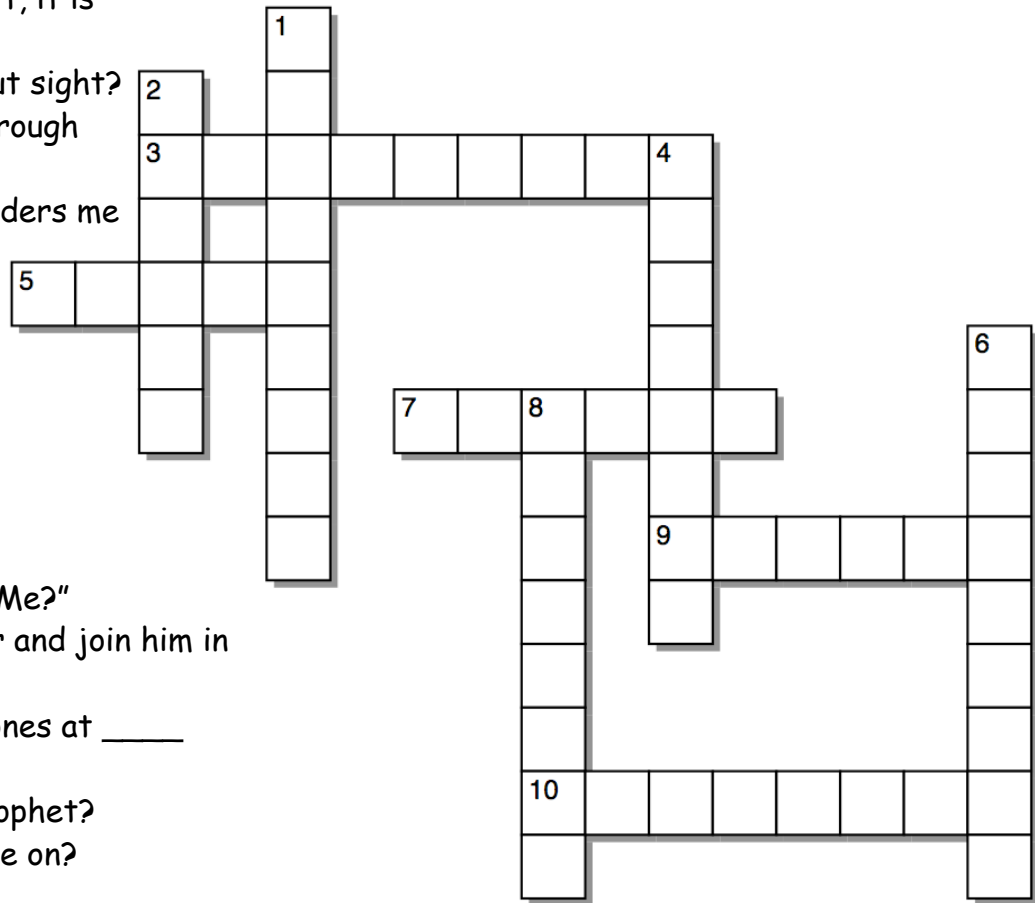 it is
1
ut sight?
2
rough
3 4
ders me
5
6
7 8
9
Me?"
r and join him in
nes at ____
10
ophet?
e on?